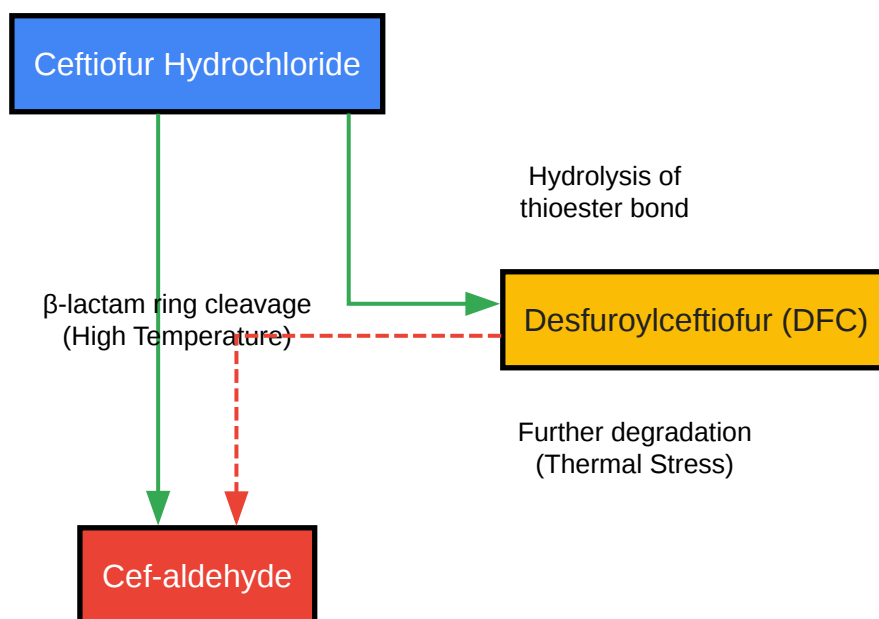 Ceftiofur Hydrochloride
Hydrolysis of
thioester bond
β-lactam ring cleavage
(High Temperature)
Desfuroylceftiofur (DFC)
Further degradation
(Thermal Stress)
Cef-aldehyde